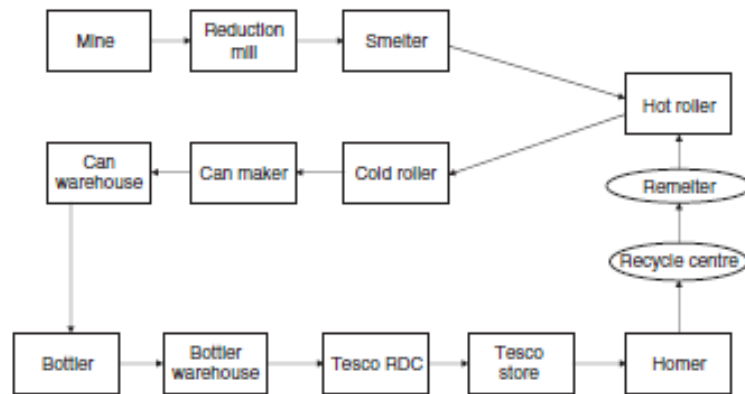 Mine
Reduction
mill
Smelter
Hot roller
Can
warehouse
Can maker
Cold roller
Remelter
Recycle centre
Bottler
Bottler
warehouse
Tesco RDC
Tesco
store
Homer